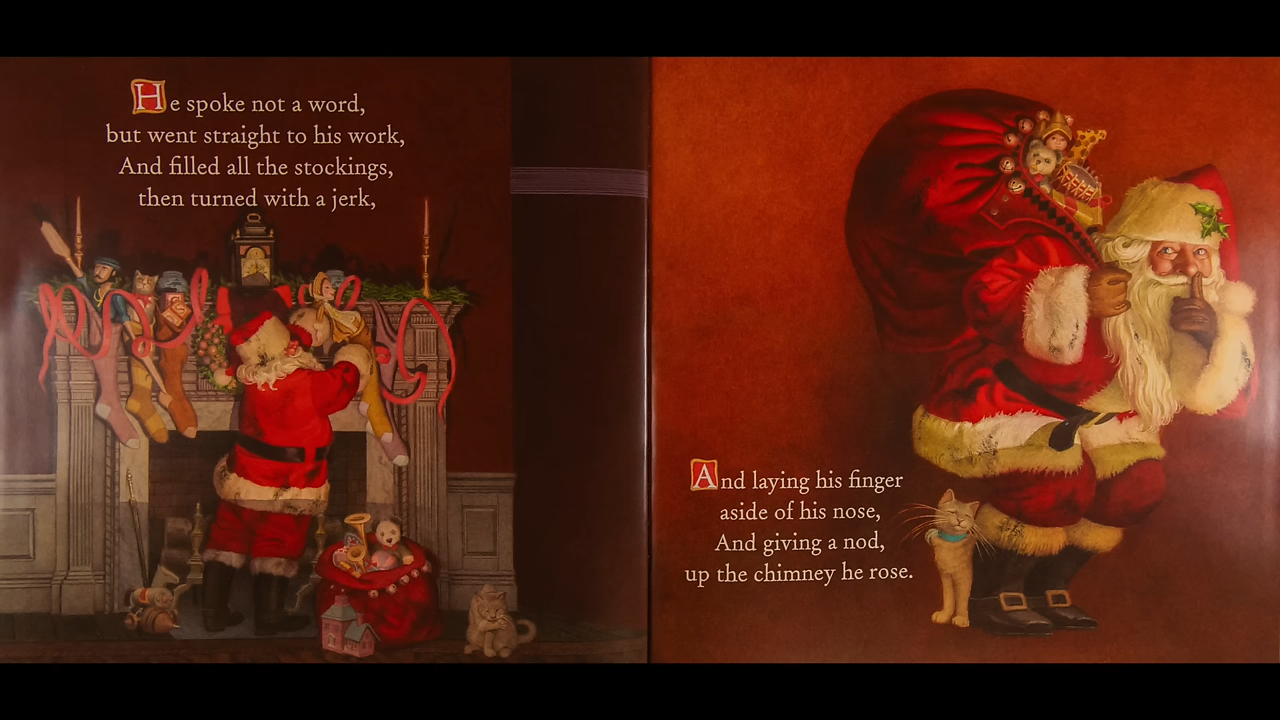 He spoke not a word,
but went straight to his work,
And filled all the stockings,
then turned with a jerk,
And laying his finger
aside of his nose,
And giving a nod,
up the chimney he rose.